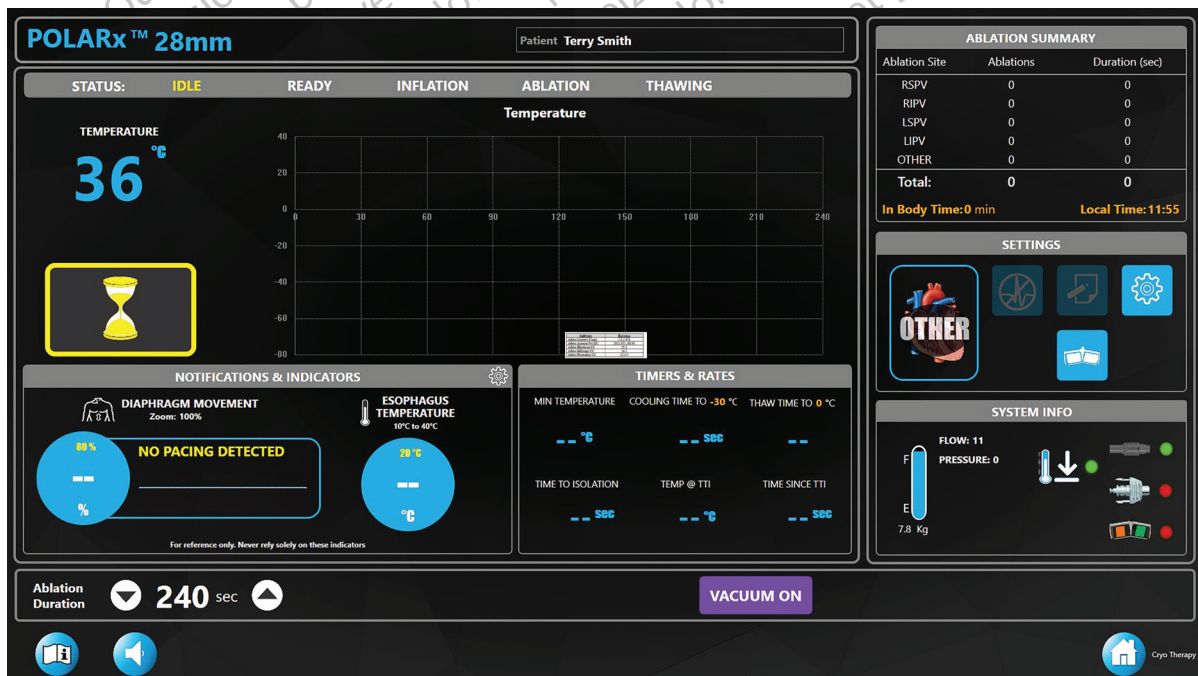 POLARx™ 28mm
Patient Terry Smith
STATUS: IDLE READY INFLATION ABLATION THAWING
TEMPERATURE
36 °C
Temperature
40
20
0
-20
-40
-60
-80
0 30 60 90 120 150 180 210 240
NOTIFICATIONS & INDICATORS
DIAPHRAGM MOVEMENT
Zoom: 100%
80 %
--
%
NO PACING DETECTED
ESOPHAGUS
TEMPERATURE
10°C to 40°C
20 °C
--
°C
For reference only. Never rely solely on these indicators
TIMERS & RATES
MIN TEMPERATURE COOLING TIME TO -30 °C THAW TIME TO 0 °C
-- °C -- sec --
TIME TO ISOLATION TEMP @ TTI TIME SINCE TTI
-- sec -- °C -- sec
ABLATION SUMMARY
Ablation Site Ablations Duration (sec)
RSPV 0 0
RIPV 0 0
LSPV 0 0
LIPV 0 0
OTHER 0 0
Total: 0 0
In Body Time: 0 min Local Time: 11:55
SETTINGS
OTHER
SYSTEM INFO
FLOW: 11
PRESSURE: 0
F
E
7.8 Kg
Ablation
Duration
240 sec
VACUUM ON
i
Cryo Therapy